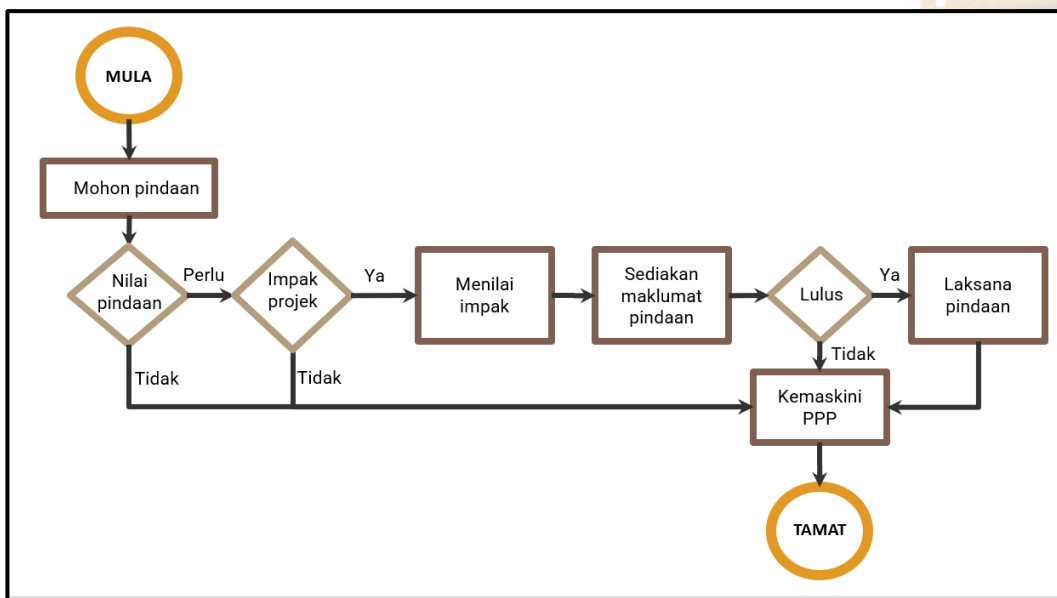 MULA
Mohon pindaan
Nilai
pindaan
Perlu
Impak
projek
Ya
Menilai
impak
Sediakan
maklumat
pindaan
Lulus
Ya
Laksana
pindaan
Tidak
Tidak
Tidak
Kemaskini
PPP
TAMAT